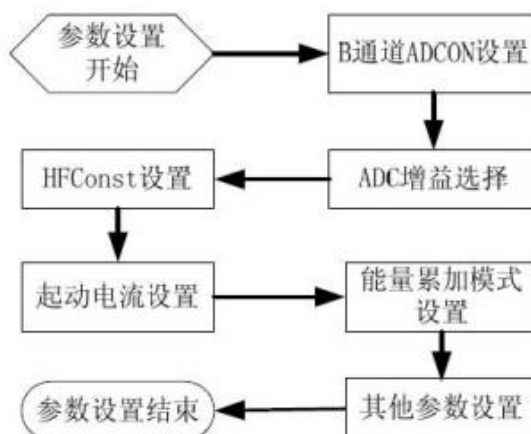 参数设置
开始
B通道ADCON设置
ADC增益选择
HFConst设置
起动电流设置
能量累加模式
设置
其他参数设置
参数设置结束